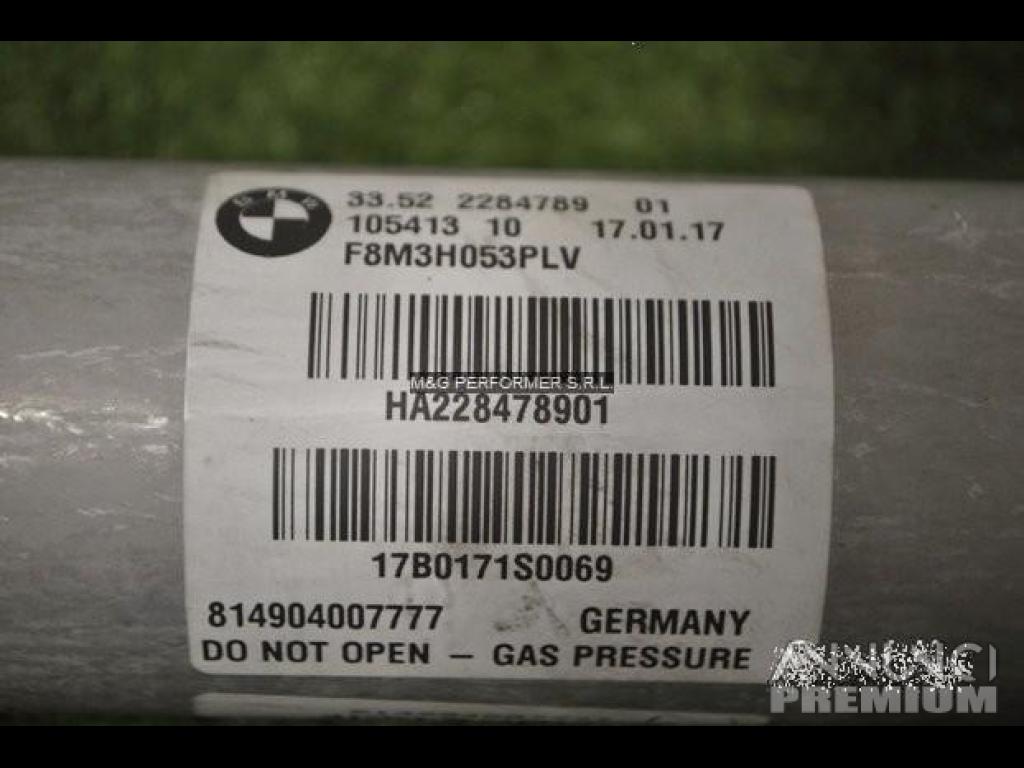 33.52 2284789 01
105413 10 17.01.17
F8M3H053PLV
M&G PERFORMER S.R.L.
HA228478901
17B0171S0069
814904007777 GERMANY
DO NOT OPEN – GAS PRESSURE
PREMIUM